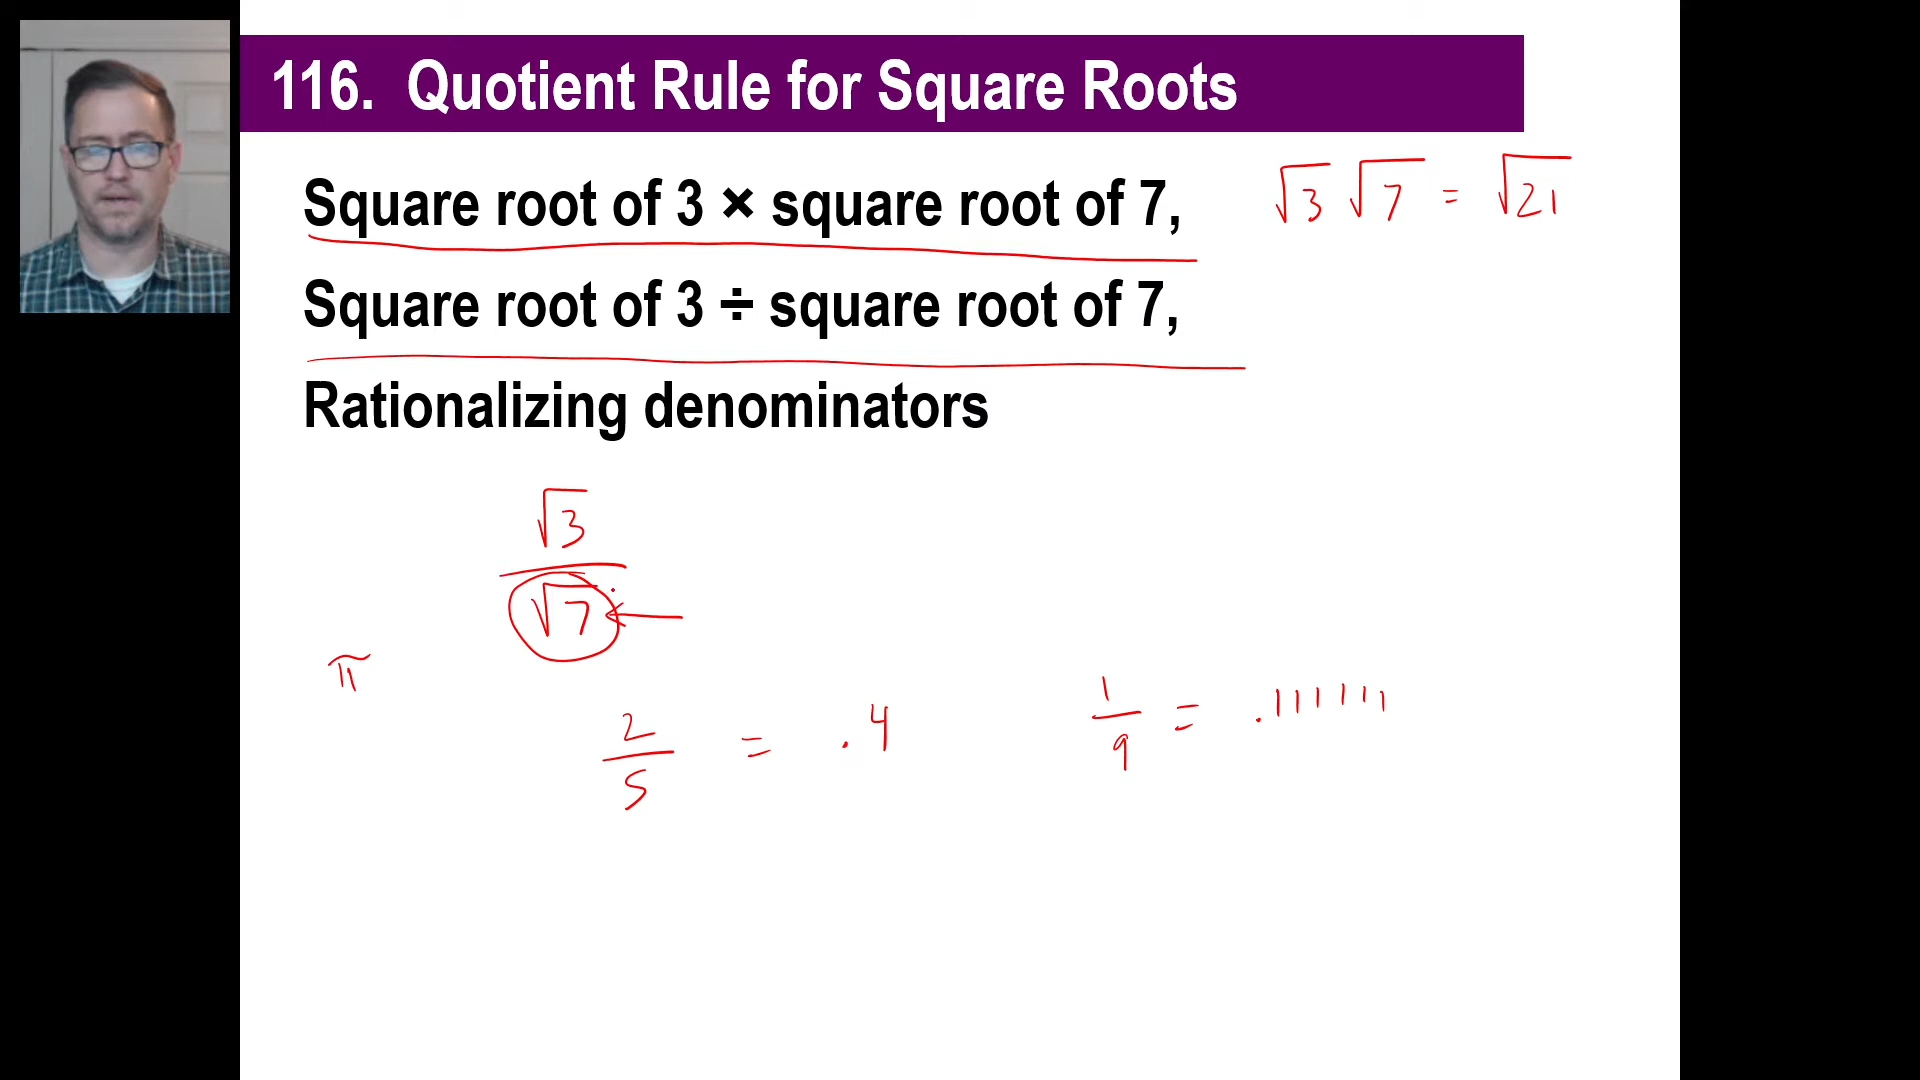 116. Quotient Rule for Square Roots
Square root of 3 × square root of 7,
√3 √7 = √21
Square root of 3 ÷ square root of 7,
Rationalizing denominators
√3
√7
π
2/5 = .4
1/9 = .111111